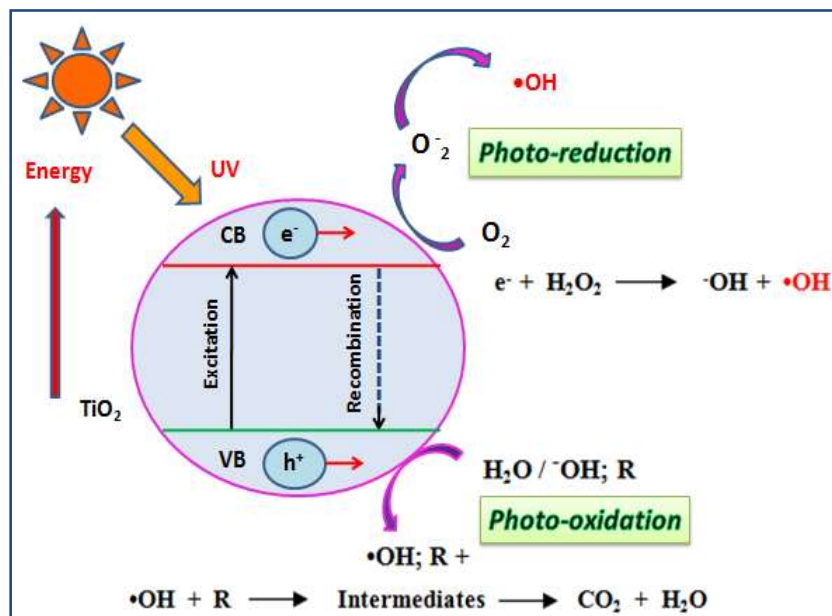 •OH
O⁻₂
Photo-reduction
Energy
UV
CB
e⁻
O₂
e⁻ + H₂O₂ ⟶ ⁻OH + •OH
Excitation
Recombination
TiO₂
VB
h⁺
H₂O / ⁻OH; R
Photo-oxidation
•OH; R +
•OH + R ⟶ Intermediates ⟶ CO₂ + H₂O